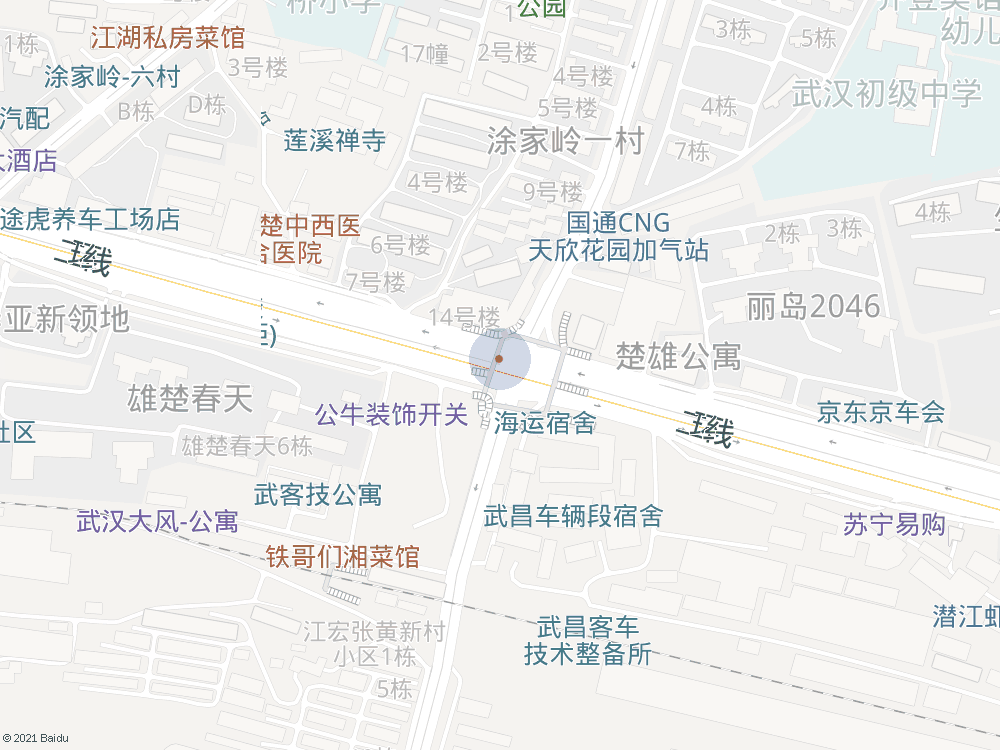 公园
江湖私房菜馆
1栋
17幢
2号楼
3栋
5栋
3号楼
涂家岭-六村
4号楼
B栋
D栋
5号楼
4栋
武汉初级中学
汽配
莲溪禅寺
涂家岭一村
7栋
大酒店
4号楼
9号楼
途虎养车工场店
楚中西医
合医院
6号楼
国通CNG
天欣花园加气站
2栋
3栋
4栋
7号楼
亚新领地
14号楼
丽岛2046
楚雄公寓
雄楚春天
公牛装饰开关
海运宿舍
京东京车会
社区
雄楚春天6栋
武客技公寓
武汉大风-公寓
武昌车辆段宿舍
苏宁易购
铁哥们湘菜馆
江宏张黄新村
小区1栋
武昌客车
技术整备所
潜江虾
5栋
© 2021 Baidu